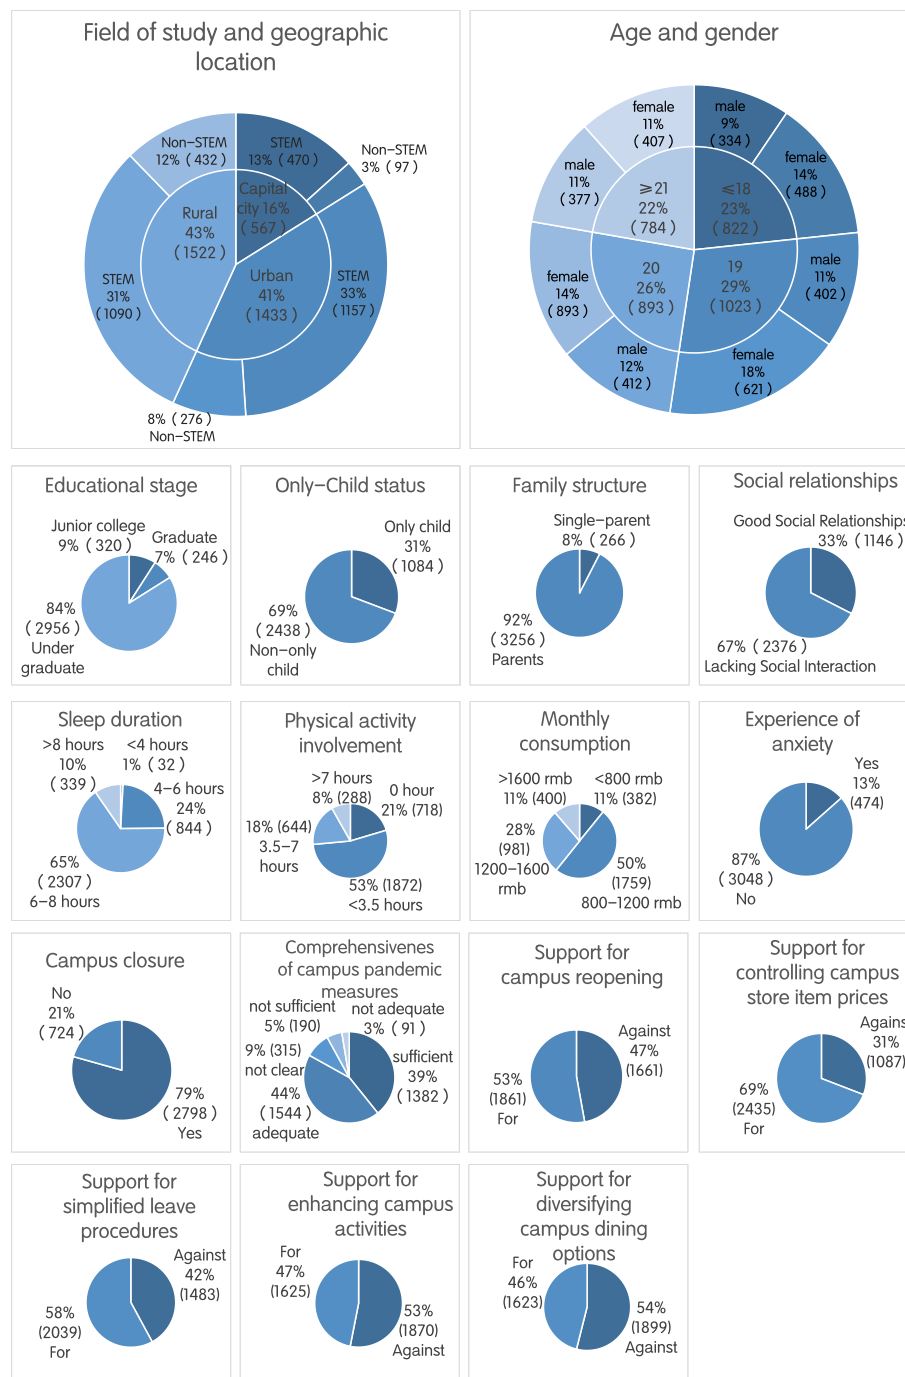 Field of study and geographic
location
Non–STEM
12% ( 432 )
STEM
13% ( 470 )
Non–STEM
3% ( 97 )
Capital
city 16%
( 567 )
Rural
43%
( 1522 )
Urban
41%
( 1433 )
STEM
33%
( 1157 )
STEM
31%
( 1090 )
8% ( 276 )
Non–STEM
Age and gender
female
11%
( 407 )
male
9%
( 334 )
female
14%
( 488 )
male
11%
( 377 )
⩾21
22%
( 784 )
⩽18
23%
( 822 )
20
26%
( 893 )
19
29%
( 1023 )
male
11%
( 402 )
female
14%
( 893 )
male
12%
( 412 )
female
18%
( 621 )
Educational stage
Junior college
9% ( 320 )
Graduate
7% ( 246 )
84%
( 2956 )
Under
graduate
Only–Child status
Only child
31%
( 1084 )
69%
( 2438 )
Non–only
child
Family structure
Single–parent
8% ( 266 )
92%
( 3256 )
Parents
Social relationships
Good Social Relationships
33% ( 1146 )
67% ( 2376 )
Lacking Social Interaction
Sleep duration
>8 hours
10%
( 339 )
<4 hours
1% ( 32 )
4–6 hours
24%
( 844 )
65%
( 2307 )
6–8 hours
Physical activity
involvement
>7 hours
8% (288)
0 hour
21% (718)
18% (644)
3.5–7
hours
53% (1872)
<3.5 hours
Monthly
consumption
>1600 rmb
11% (400)
<800 rmb
11% (382)
28%
(981)
1200–1600
rmb
50%
(1759)
800–1200 rmb
Experience of
anxiety
Yes
13%
(474)
87%
( 3048 )
No
Campus closure
No
21%
( 724 )
79%
( 2798 )
Yes
Comprehensivenes
of campus pandemic
measures
not sufficient
5% (190)
not adequate
3% ( 91 )
9% (315)
not clear
sufficient
39%
( 1382 )
44%
( 1544 )
adequate
Support for
campus reopening
Against
47%
(1661)
53%
(1861)
For
Support for
controlling campus
store item prices
Agains
31%
(1087)
69%
(2435)
For
Support for
simplified leave
procedures
Against
42%
(1483)
58%
(2039)
For
Support for
enhancing campus
activities
For
47%
(1625)
53%
(1870)
Against
Support for
diversifying
campus dining
options
For
46%
(1623)
54%
(1899)
Against